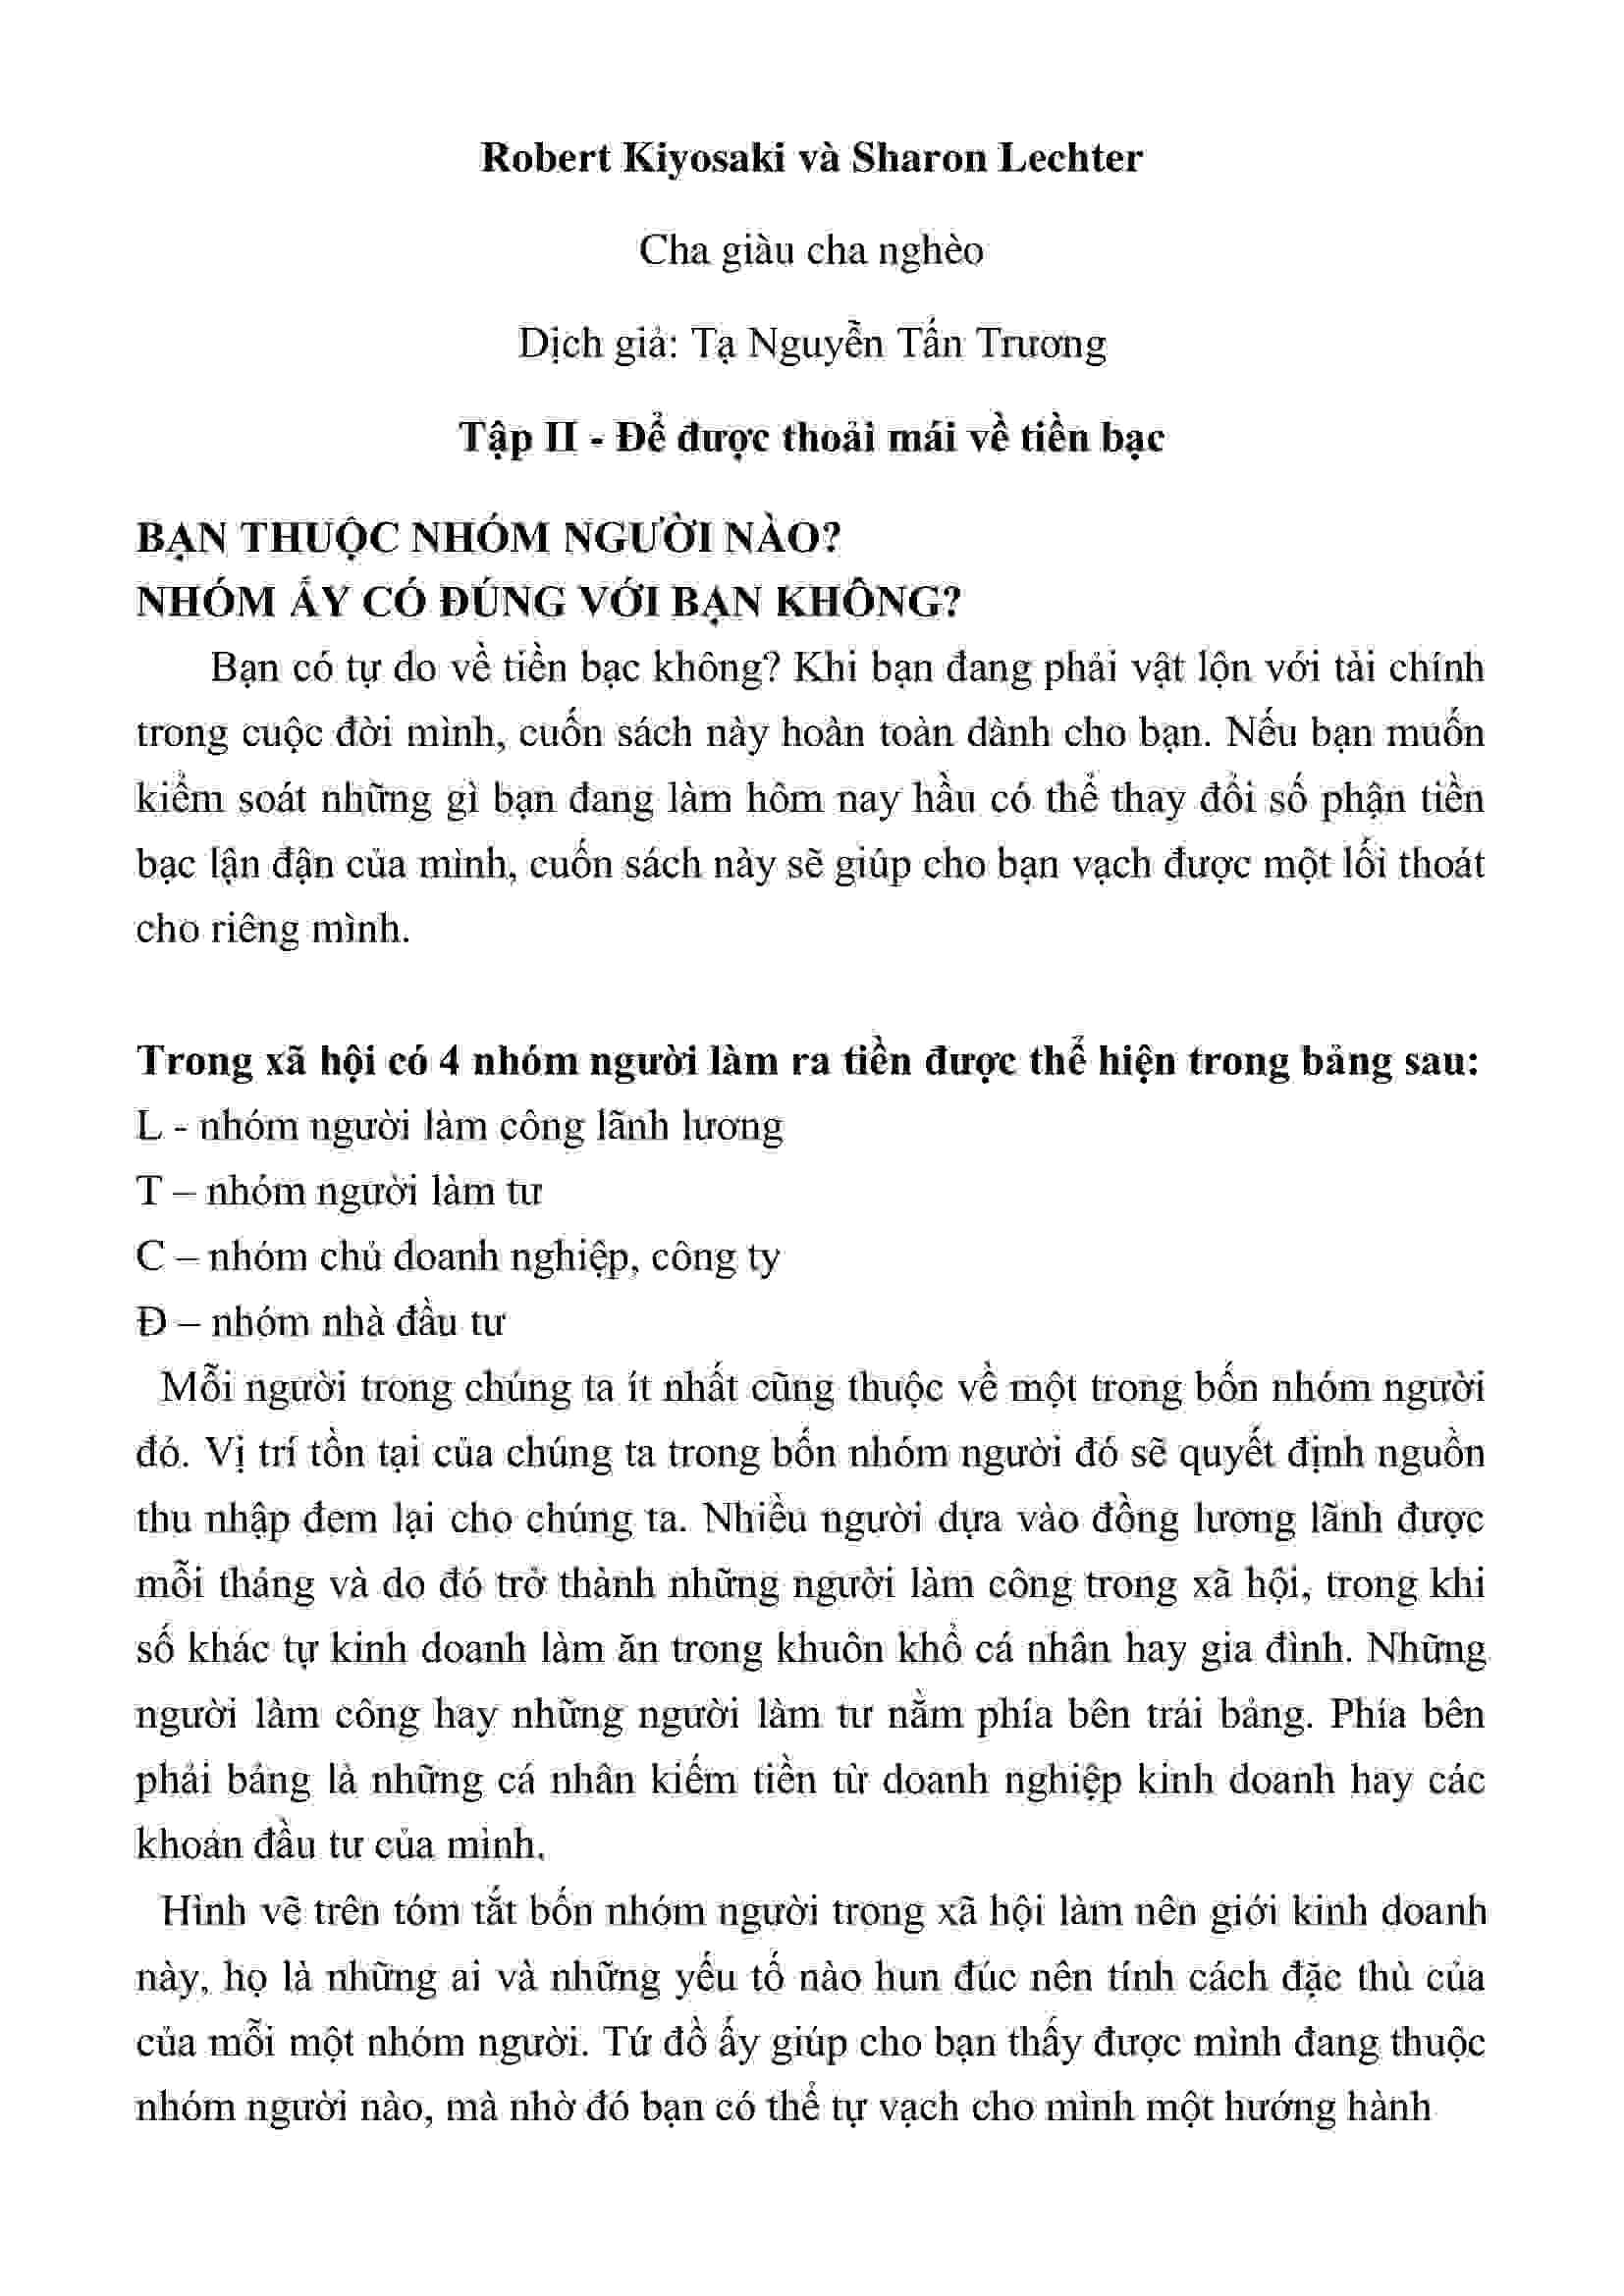 Robert Kiyosaki và Sharon Lechter
Cha giàu cha nghèo
Dịch giả: Tạ Nguyễn Tấn Trương
Tập II - Để được thoải mái về tiền bạc
BẠN THUỘC NHÓM NGƯỜI NÀO?
NHÓM ẤY CÓ ĐÚNG VỚI BẠN KHÔNG?
Bạn có tự do về tiền bạc không? Khi bạn đang phải vật lộn với tài chính
trong cuộc đời mình, cuốn sách này hoàn toàn dành cho bạn. Nếu bạn muốn
kiểm soát những gì bạn đang làm hôm nay hầu có thể thay đổi số phận tiền
bạc lận đận của mình, cuốn sách này sẽ giúp cho bạn vạch được một lối thoát
cho riêng mình.
Trong xã hội có 4 nhóm người làm ra tiền được thể hiện trong bảng sau:
L - nhóm người làm công lãnh lương
T – nhóm người làm tư
C – nhóm chủ doanh nghiệp, công ty
Đ – nhóm nhà đầu tư
Mỗi người trong chúng ta ít nhất cũng thuộc về một trong bốn nhóm người
đó. Vị trí tồn tại của chúng ta trong bốn nhóm người đó sẽ quyết định nguồn
thu nhập đem lại cho chúng ta. Nhiều người dựa vào đồng lương lãnh được
mỗi tháng và do đó trở thành những người làm công trong xã hội, trong khi
số khác tự kinh doanh làm ăn trong khuôn khổ cá nhân hay gia đình. Những
người làm công hay những người làm tư nằm phía bên trái bảng. Phía bên
phải bảng là những cá nhân kiếm tiền từ doanh nghiệp kinh doanh hay các
khoản đầu tư của mình.
Hình vẽ trên tóm tắt bốn nhóm người trong xã hội làm nên giới kinh doanh
này, họ là những ai và những yếu tố nào hun đúc nên tính cách đặc thù của
của mỗi một nhóm người. Tứ đồ ấy giúp cho bạn thấy được mình đang thuộc
nhóm người nào, mà nhờ đó bạn có thể tự vạch cho mình một hướng hành